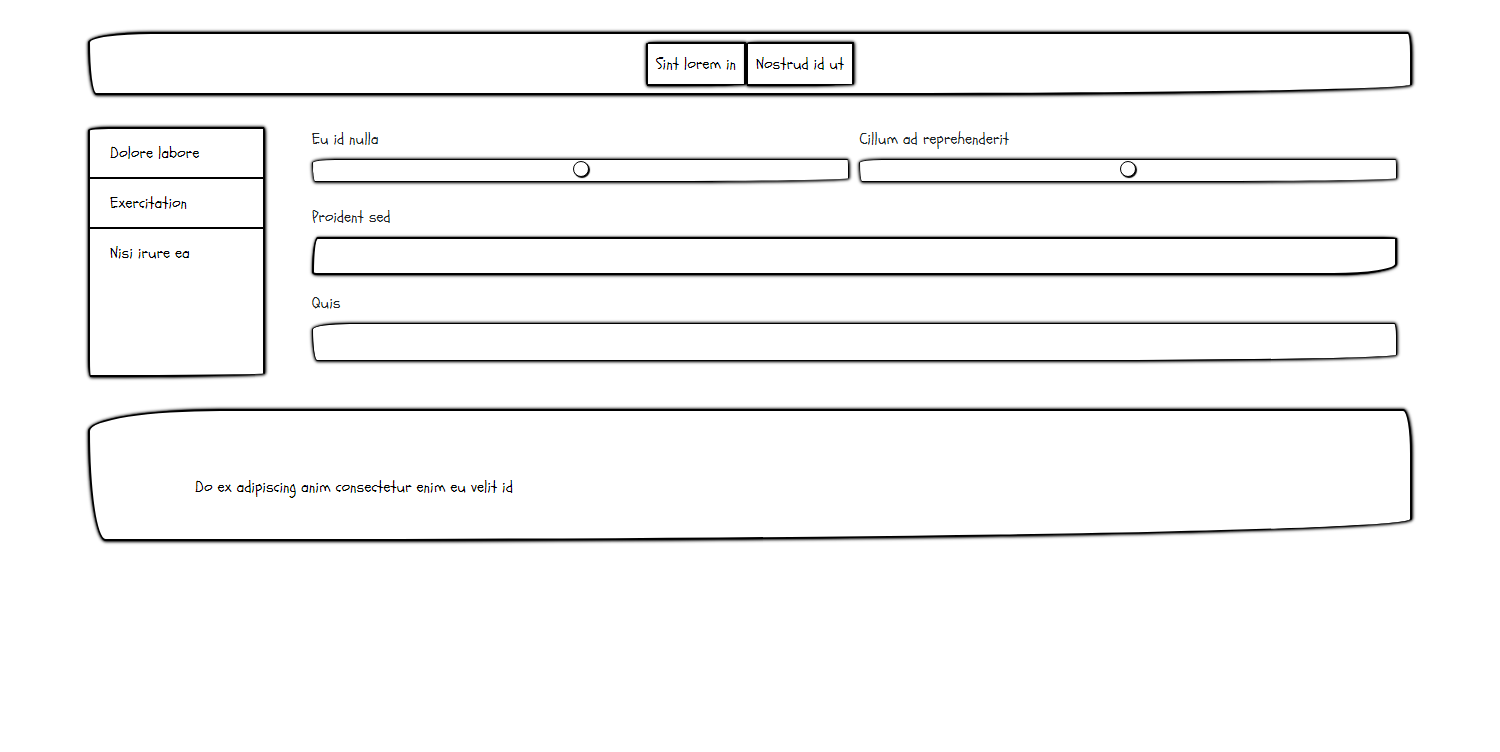 Sint lorem in
Nostrud id ut
Dolore labore
Exercitation
Nisi irure ea
Eu id nulla
Cillum ad reprehenderit
Proident sed
Quis
Do ex adipiscing anim consectetur enim eu velit id